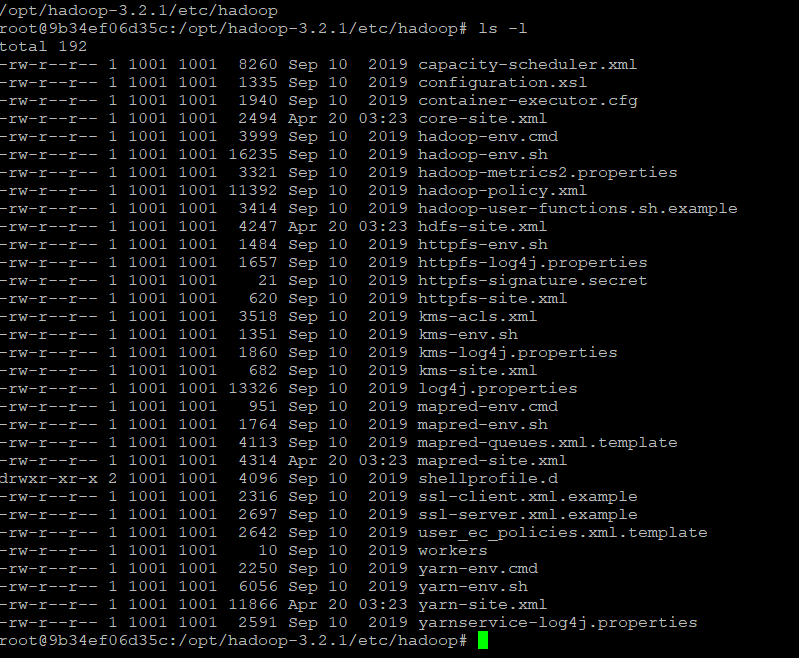 /opt/hadoop-3.2.1/etc/hadoop
root@9b34ef06d35c:/opt/hadoop-3.2.1/etc/hadoop# ls -l
total 192
-rw-r--r-- 1 1001 1001  8260 Sep 10  2019 capacity-scheduler.xml
-rw-r--r-- 1 1001 1001  1335 Sep 10  2019 configuration.xsl
-rw-r--r-- 1 1001 1001  1940 Sep 10  2019 container-executor.cfg
-rw-r--r-- 1 1001 1001  2494 Apr 20 03:23 core-site.xml
-rw-r--r-- 1 1001 1001  3999 Sep 10  2019 hadoop-env.cmd
-rw-r--r-- 1 1001 1001 16235 Sep 10  2019 hadoop-env.sh
-rw-r--r-- 1 1001 1001  3321 Sep 10  2019 hadoop-metrics2.properties
-rw-r--r-- 1 1001 1001 11392 Sep 10  2019 hadoop-policy.xml
-rw-r--r-- 1 1001 1001  3414 Sep 10  2019 hadoop-user-functions.sh.example
-rw-r--r-- 1 1001 1001  4247 Apr 20 03:23 hdfs-site.xml
-rw-r--r-- 1 1001 1001  1484 Sep 10  2019 httpfs-env.sh
-rw-r--r-- 1 1001 1001  1657 Sep 10  2019 httpfs-log4j.properties
-rw-r--r-- 1 1001 1001    21 Sep 10  2019 httpfs-signature.secret
-rw-r--r-- 1 1001 1001   620 Sep 10  2019 httpfs-site.xml
-rw-r--r-- 1 1001 1001  3518 Sep 10  2019 kms-acls.xml
-rw-r--r-- 1 1001 1001  1351 Sep 10  2019 kms-env.sh
-rw-r--r-- 1 1001 1001  1860 Sep 10  2019 kms-log4j.properties
-rw-r--r-- 1 1001 1001   682 Sep 10  2019 kms-site.xml
-rw-r--r-- 1 1001 1001 13326 Sep 10  2019 log4j.properties
-rw-r--r-- 1 1001 1001   951 Sep 10  2019 mapred-env.cmd
-rw-r--r-- 1 1001 1001  1764 Sep 10  2019 mapred-env.sh
-rw-r--r-- 1 1001 1001  4113 Sep 10  2019 mapred-queues.xml.template
-rw-r--r-- 1 1001 1001  4314 Apr 20 03:23 mapred-site.xml
drwxr-xr-x 2 1001 1001  4096 Sep 10  2019 shellprofile.d
-rw-r--r-- 1 1001 1001  2316 Sep 10  2019 ssl-client.xml.example
-rw-r--r-- 1 1001 1001  2697 Sep 10  2019 ssl-server.xml.example
-rw-r--r-- 1 1001 1001  2642 Sep 10  2019 user_ec_policies.xml.template
-rw-r--r-- 1 1001 1001    10 Sep 10  2019 workers
-rw-r--r-- 1 1001 1001  2250 Sep 10  2019 yarn-env.cmd
-rw-r--r-- 1 1001 1001  6056 Sep 10  2019 yarn-env.sh
-rw-r--r-- 1 1001 1001 11866 Apr 20 03:23 yarn-site.xml
-rw-r--r-- 1 1001 1001  2591 Sep 10  2019 yarnservice-log4j.properties
root@9b34ef06d35c:/opt/hadoop-3.2.1/etc/hadoop#